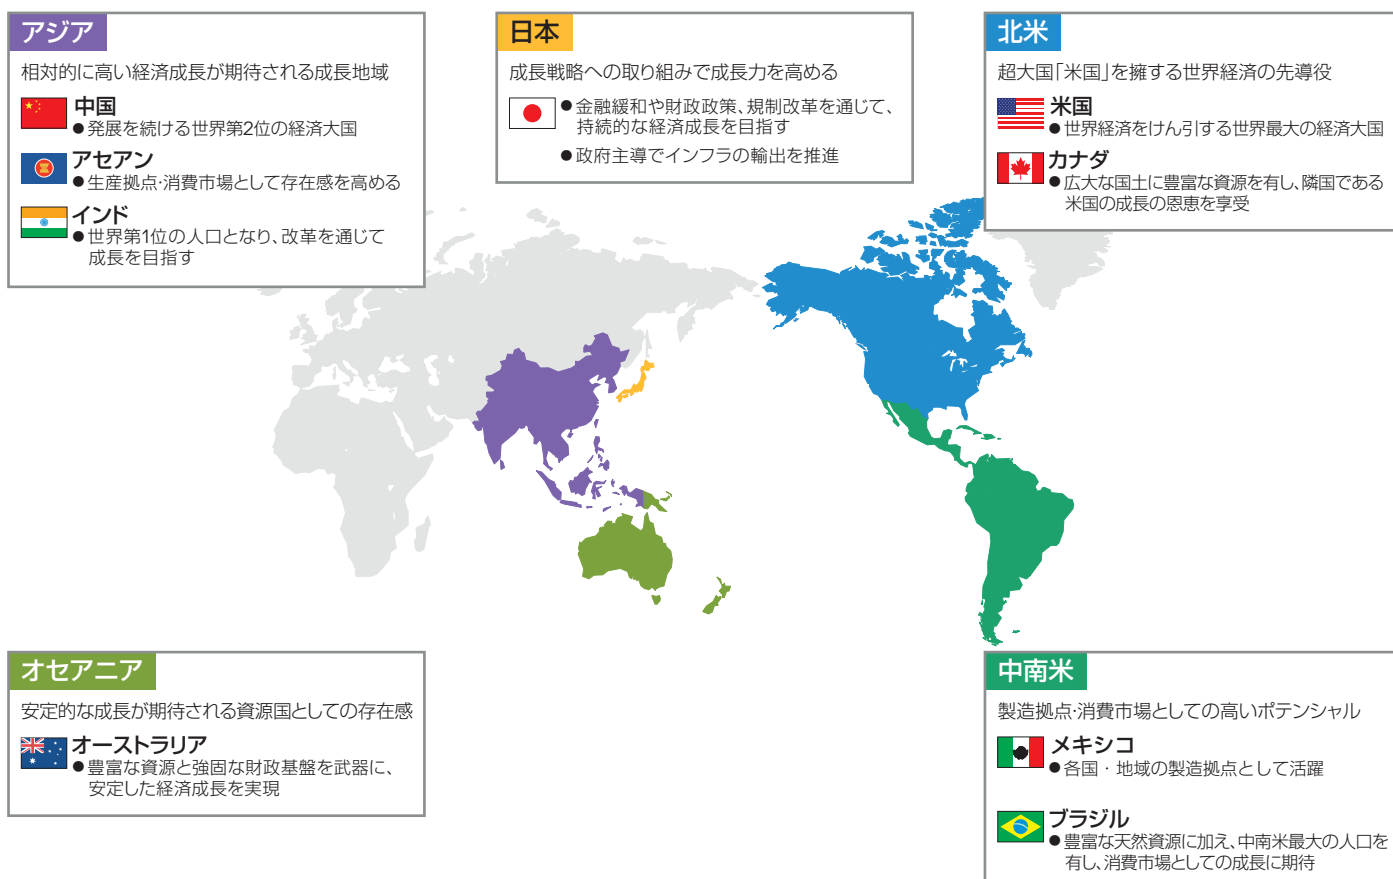 アジア
相対的に高い経済成長が期待される成長地域
中国
●発展を続ける世界第2位の経済大国
アセアン
●生産拠点・消費市場として存在感を高める
インド
●世界第1位の人口となり、改革を通じて
成長を目指す
日本
成長戦略への取り組みで成長力を高める
●金融緩和や財政政策、規制改革を通じて、
持続的な経済成長を目指す
●政府主導でインフラの輸出を推進
北米
超大国「米国」を擁する世界経済の先導役
米国
●世界経済をけん引する世界最大の経済大国
カナダ
●広大な国土に豊富な資源を有し、隣国である
米国の成長の恩恵を享受
オセアニア
安定的な成長が期待される資源国としての存在感
オーストラリア
●豊富な資源と強固な財政基盤を武器に、
安定した経済成長を実現
中南米
製造拠点・消費市場としての高いポテンシャル
メキシコ
●各国・地域の製造拠点として活躍
ブラジル
●豊富な天然資源に加え、中南米最大の人口を
有し、消費市場としての成長に期待